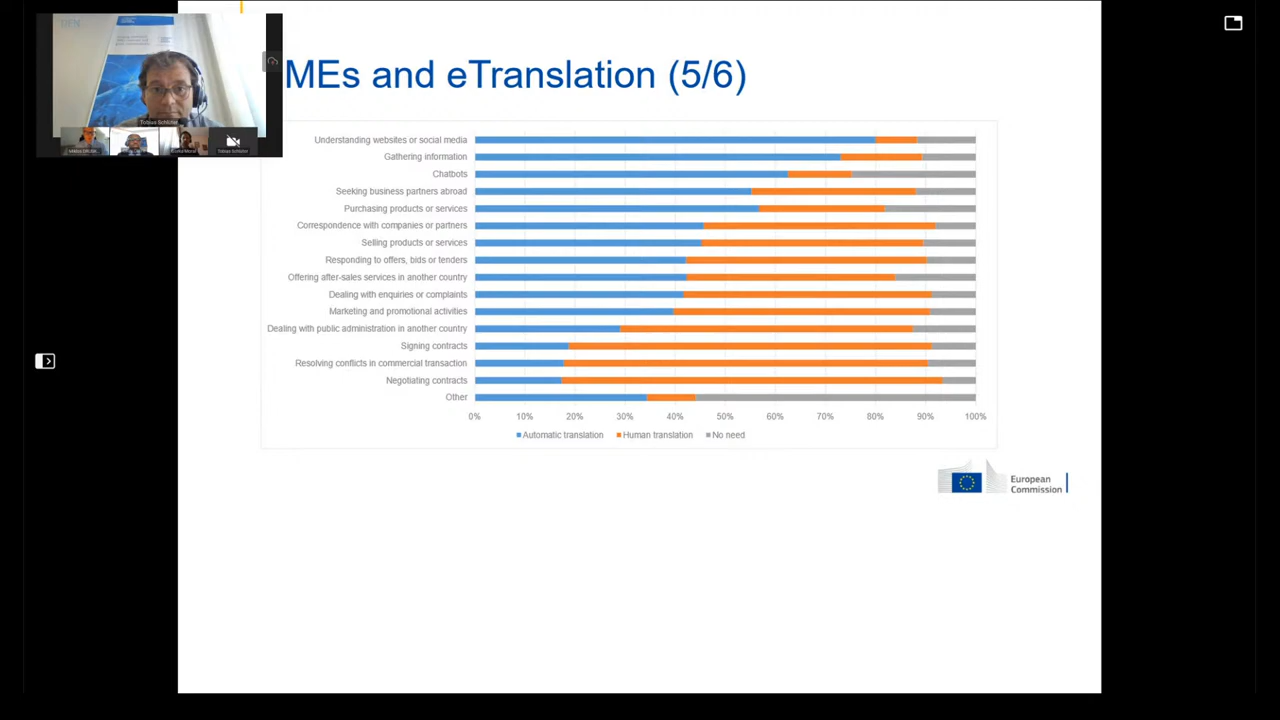 MEs and eTranslation (5/6)
Tobias Schlüter
Tobias Schlüter
Understanding websites or social media
Gathering information
Chatbots
Seeking business partners abroad
Purchasing products or services
Correspondence with companies or partners
Selling products or services
Responding to offers, bids or tenders
Offering after-sales services in another country
Dealing with enquiries or complaints
Marketing and promotional activities
Dealing with public administration in another country
Signing contracts
Resolving conflicts in commercial transaction
Negotiating contracts
Other
0% 10% 20% 30% 40% 50% 60% 70% 80% 90% 100%
Automatic translation Human translation No need
European
Commission